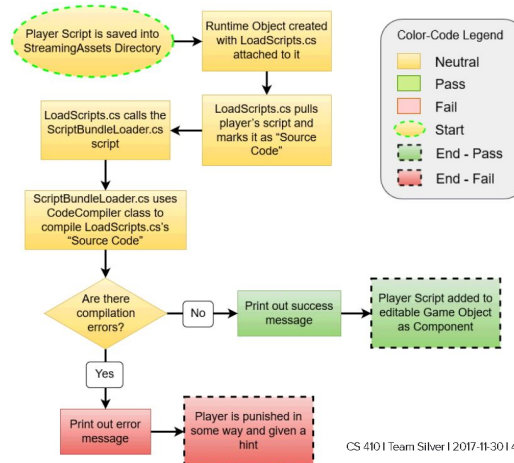 Player Script is saved into
StreamingAssets Directory
Runtime Object created
with LoadScripts.cs
attached to it
LoadScripts.cs pulls
player's script and
marks it as "Source
Code"
LoadScripts.cs calls the
ScriptBundleLoader.cs
script
ScriptBundleLoader.cs uses
CodeCompiler class to
compile LoadScripts.cs's
"Source Code"
Are there
compilation
errors?
No
Print out success
message
Player Script added to
editable Game Object
as Component
Yes
Print out error
message
Player is punished in
some way and given a
hint
Color-Code Legend
Neutral
Pass
Fail
Start
End - Pass
End - Fail
CS 410 | Team Silver | 2017-11-30 | 4